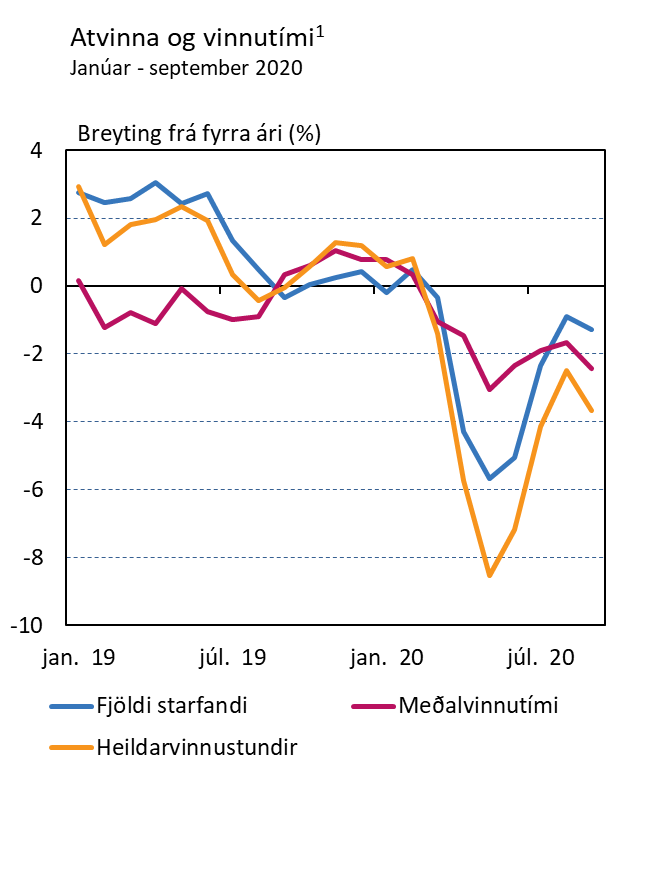 Atvinna og vinnutími¹
Janúar - september 2020
Breyting frá fyrra ári (%)
4
2
0
-2
-4
-6
-8
-10
jan. 19 júl. 19 jan. 20 júl. 20
Fjöldi starfandi Meðalvinnutími
Heildarvinnustundir